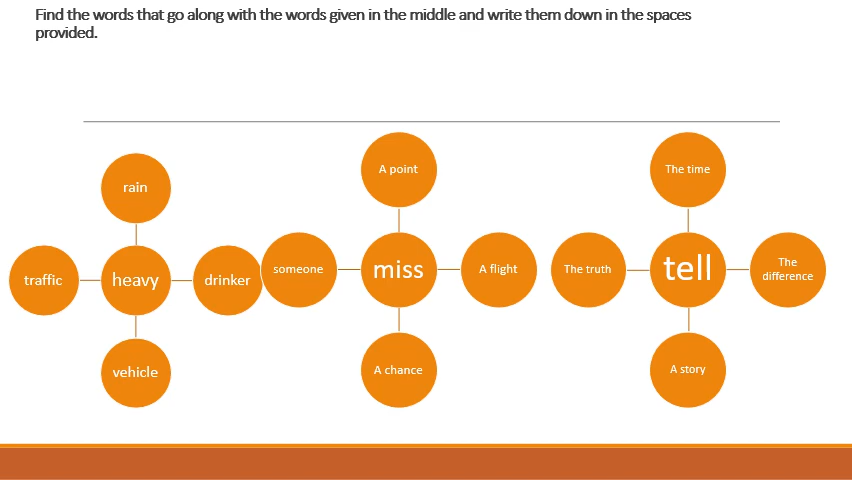 Find the words that go along with the words given in the middle and write them down in the spaces
provided.
rain
traffic
heavy
drinker
vehicle
A point
someone
miss
A flight
A chance
The time
The truth
tell
The
difference
A story